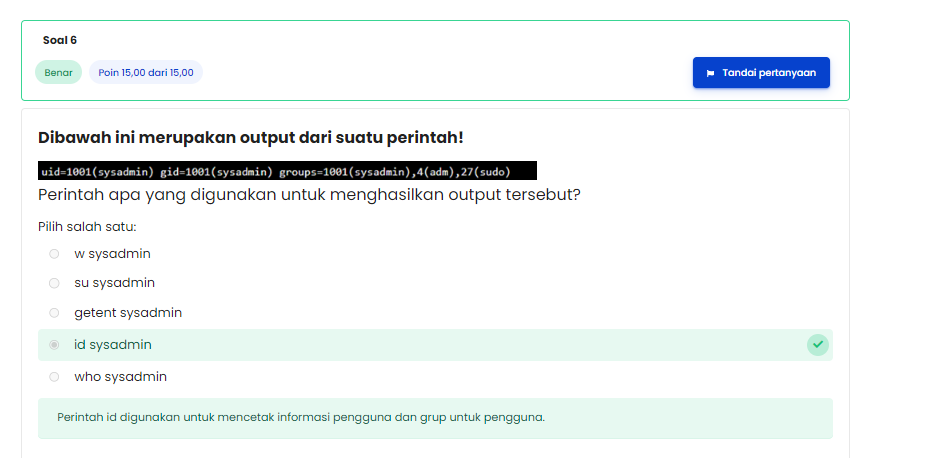 Soal 6
Benar
Poin 15,00 dari 15,00
Tandai pertanyaan
Dibawah ini merupakan output dari suatu perintah!
uid=1001(sysadmin) gid=1001(sysadmin) groups=1001(sysadmin),4(adm),27(sudo)
Perintah apa yang digunakan untuk menghasilkan output tersebut?
Pilih salah satu:
w sysadmin
su sysadmin
getent sysadmin
id sysadmin
who sysadmin
Perintah id digunakan untuk mencetak informasi pengguna dan grup untuk pengguna.